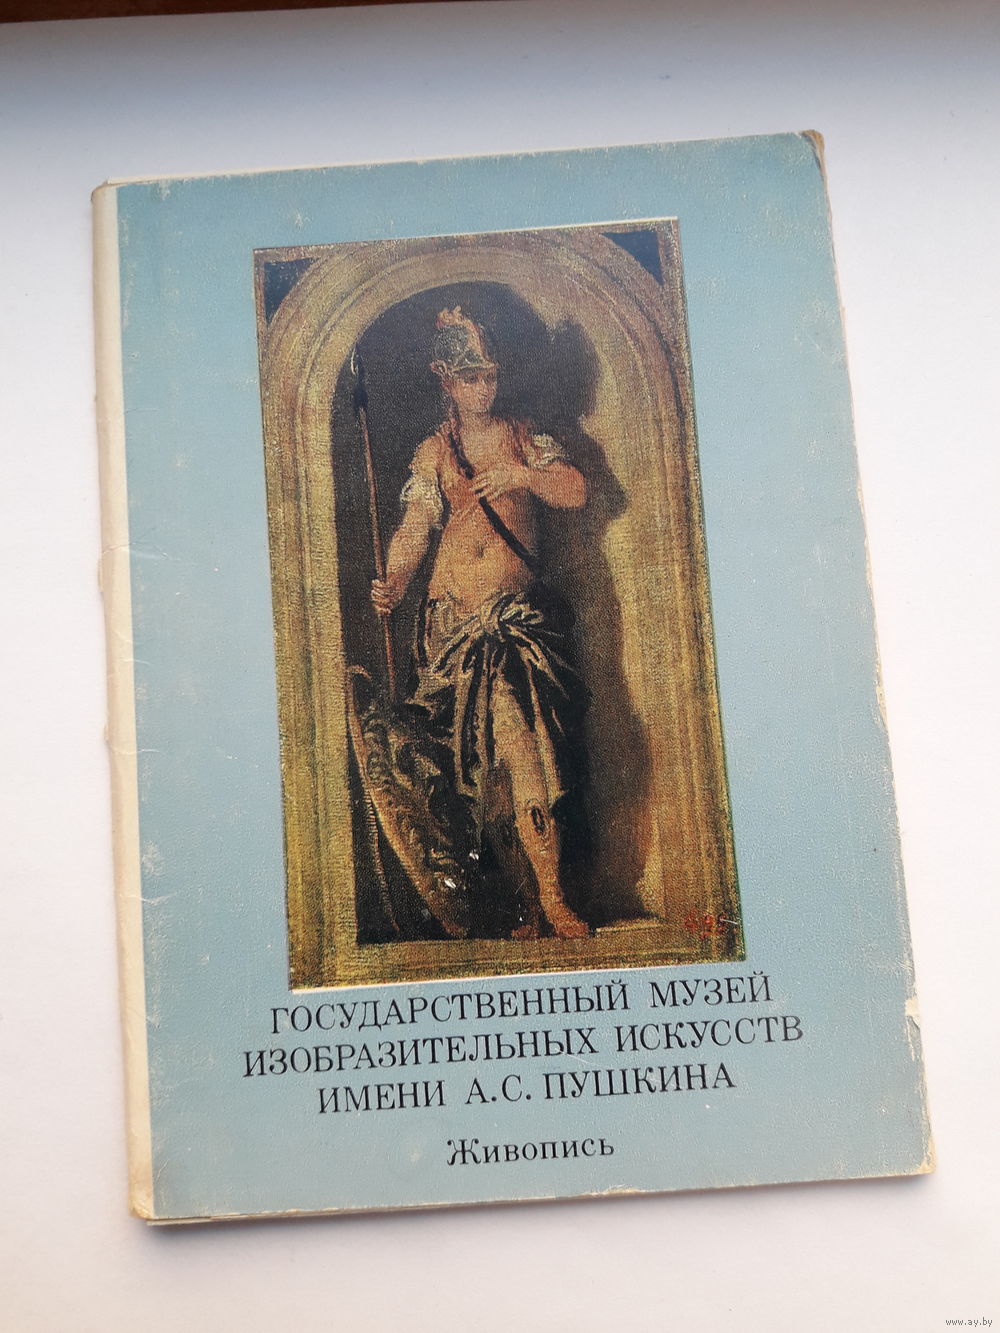 ГОСУДАРСТВЕННЫЙ МУЗЕЙ
ИЗОБРАЗИТЕЛЬНЫХ ИСКУССТВ
ИМЕНИ А.С. ПУШКИНА
Живопись
www.ay.by